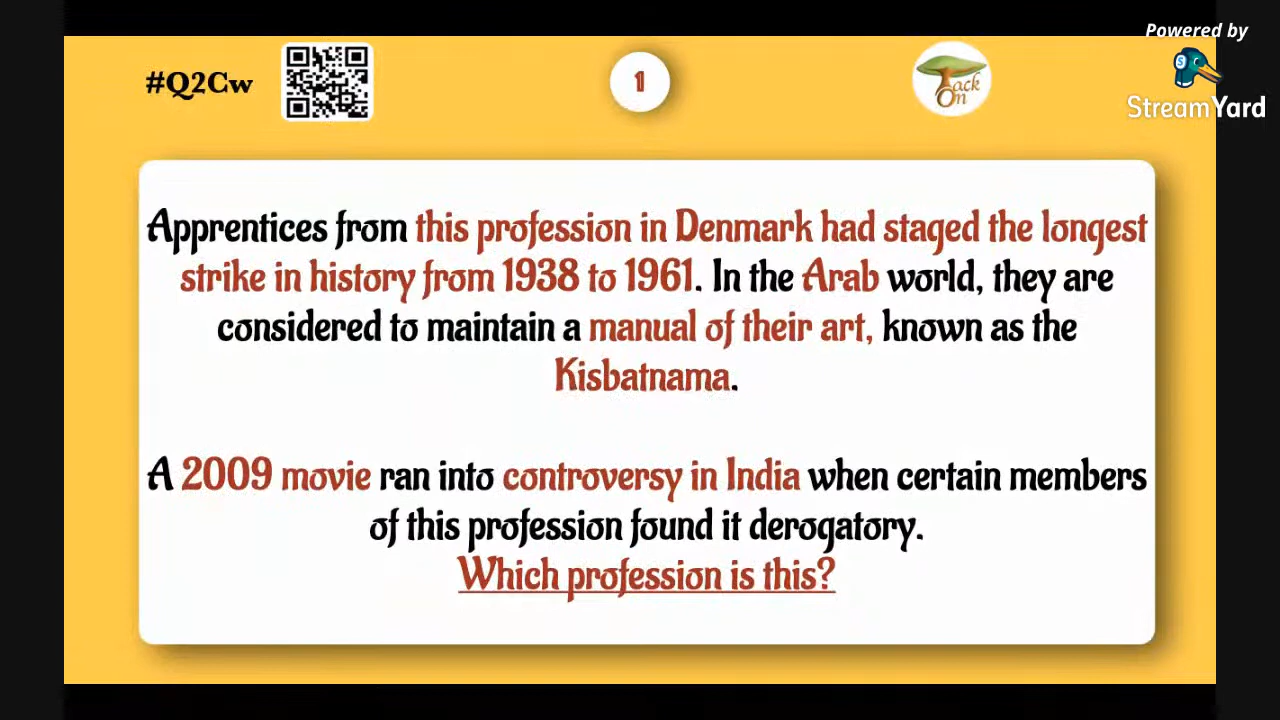 Powered by
#Q2Cw
1
Tack
On
StreamYard
Apprentices from this profession in Denmark had staged the longest
strike in history from 1938 to 1961. In the Arab world, they are
considered to maintain a manual of their art, known as the
Kisbatnama.
A 2009 movie ran into controversy in India when certain members
of this profession found it derogatory.
Which profession is this?